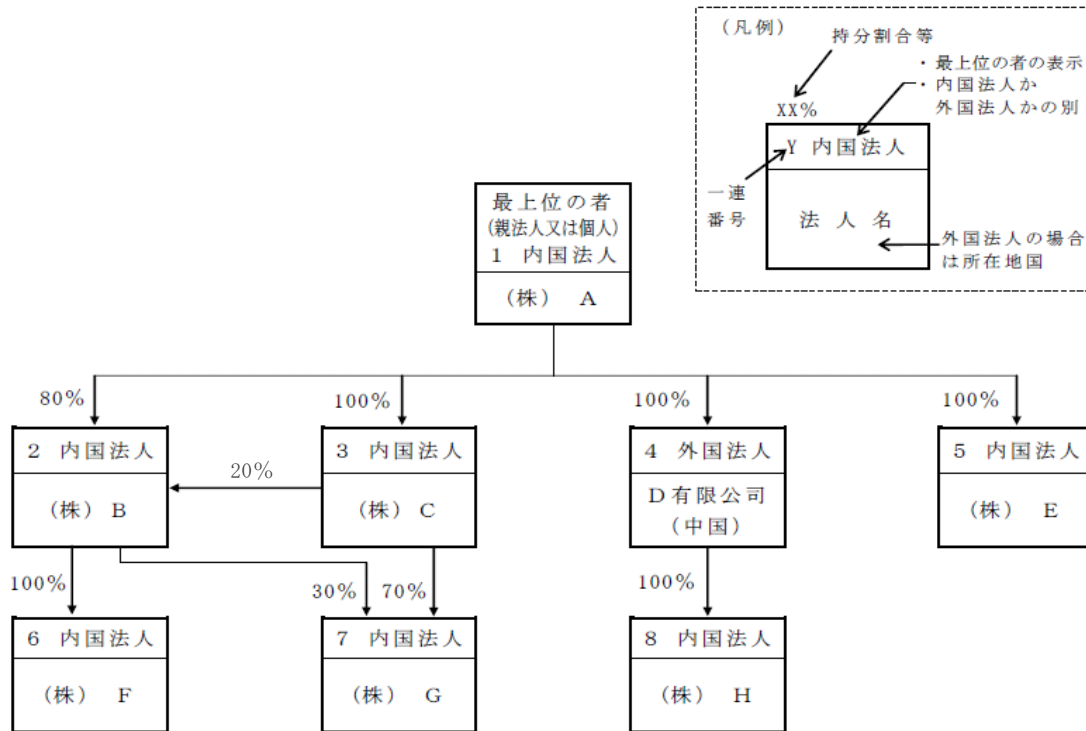 (凡例)
持分割合等
・最上位の者の表示
・内国法人か
外国法人かの別
XX%
Y 内国法人
一連
番号
法 人 名
外国法人の場合
は所在地国
最上位の者
(親法人又は個人)
1 内国法人
(株) A
80%
100%
100%
100%
2 内国法人
(株) B
20%
3 内国法人
(株) C
4 外国法人
D有限公司
(中国)
5 内国法人
(株) E
100%
30%
70%
100%
6 内国法人
(株) F
7 内国法人
(株) G
8 内国法人
(株) H